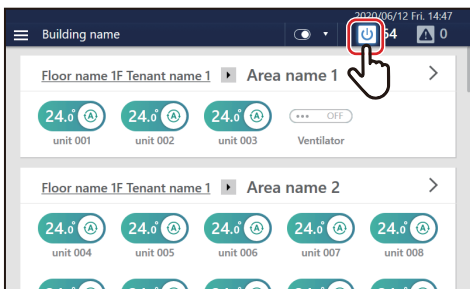 2020/06/12 Fri. 14:47
Building name 64 0
Floor name 1F Tenant name 1 Area name 1
24.0 A 24.0 A 24.0 A OFF
unit 001 unit 002 unit 003 Ventilator
Floor name 1F Tenant name 1 Area name 2
24.0 A 24.0 A 24.0 A 24.0 A 24.0 A
unit 004 unit 005 unit 006 unit 007 unit 008